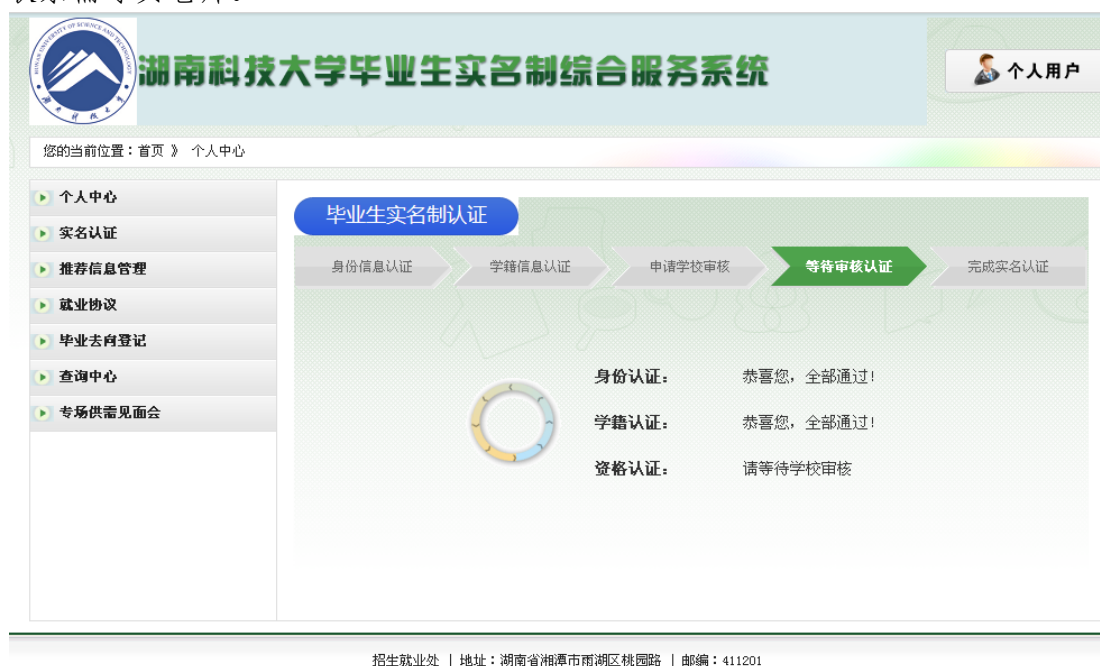 湖南科技大学毕业生实名制综合服务系统
个人用户
您的当前位置：首页 》 个人中心
个人中心
实名认证
推荐信息管理
就业协议
毕业去向登记
查询中心
专场供需见面会
毕业生实名制认证
身份信息认证
学籍信息认证
申请学校审核
等待审核认证
完成实名认证
身份认证： 恭喜您，全部通过!
学籍认证： 恭喜您，全部通过!
资格认证： 请等待学校审核
招生就业处 | 地址：湖南省湘潭市雨湖区桃园路 | 邮编：411201